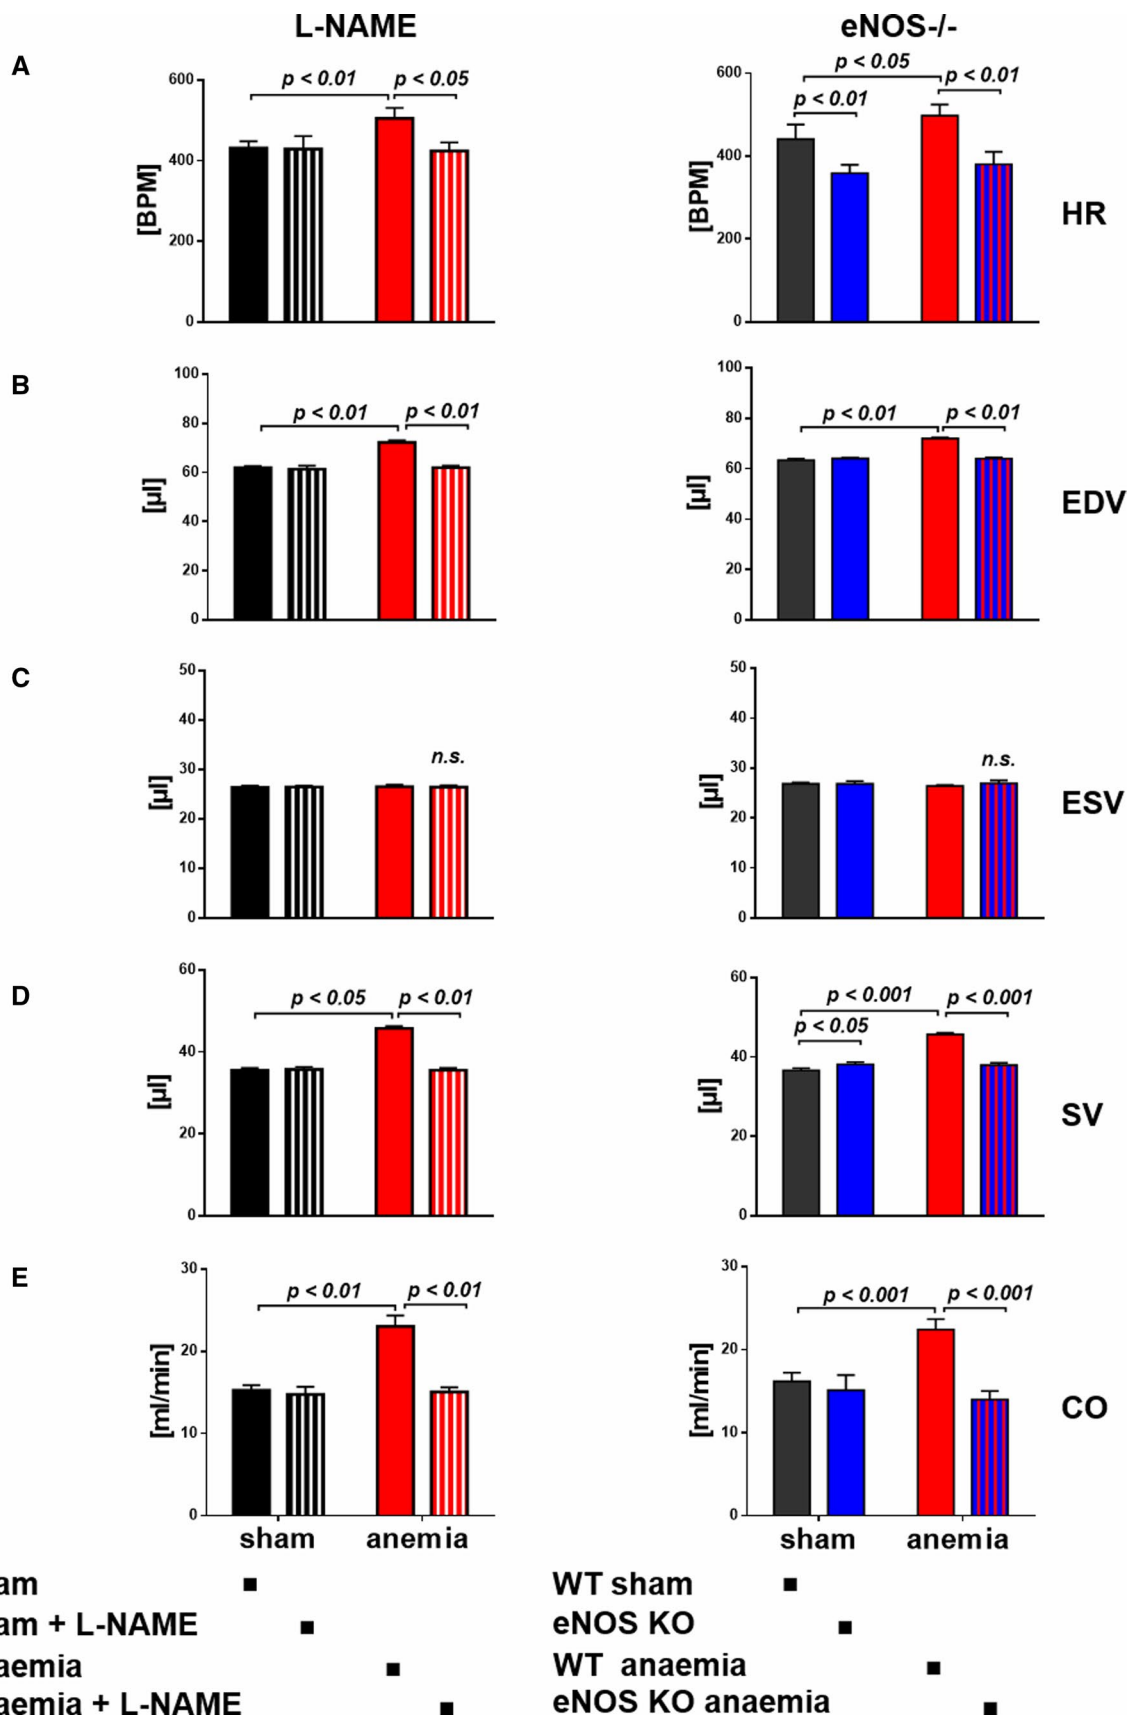 L-NAME eNOS-/-
A
600
400
200
0
[BPM]
p < 0.01 p < 0.05
600
400
200
0
[BPM]
p < 0.05
p < 0.01
p < 0.01
HR
B
100
80
60
40
20
0
[µl]
p < 0.01 p < 0.01
100
80
60
40
20
0
[µl]
p < 0.01 p < 0.01
EDV
C
50
40
30
20
10
0
[µl]
n.s.
50
40
30
20
10
0
[µl]
n.s.
ESV
D
60
40
20
0
[µl]
p < 0.05 p < 0.01
60
40
20
0
[µl]
p < 0.001 p < 0.001
p < 0.05
SV
E
30
20
10
0
[ml/min]
p < 0.01 p < 0.01
sham anemia
30
20
10
0
[ml/min]
p < 0.001 p < 0.001
sham anemia
CO
am
am + L-NAME
aemia
aemia + L-NAME
WT sham
eNOS KO
WT anaemia
eNOS KO anaemia